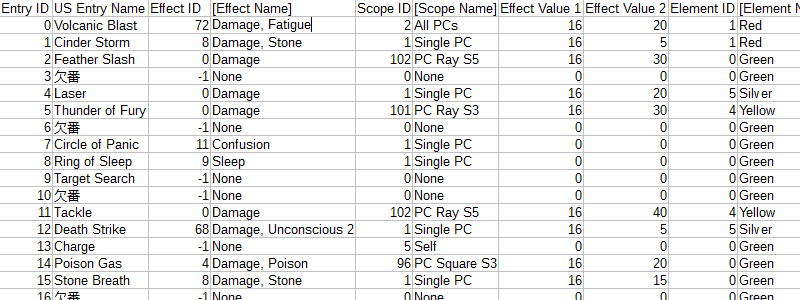 Entry ID US Entry Name Effect ID [Effect Name] Scope ID [Scope Name] Effect Value 1 Effect Value 2 Element ID [Element N
0 Volcanic Blast 72 Damage, Fatigue 2 All PCs 16 20 1 Red
1 Cinder Storm 8 Damage, Stone 1 Single PC 16 5 1 Red
2 Feather Slash 0 Damage 102 PC Ray S5 16 30 0 Green
3 欠番 -1 None 0 None 0 0 0 Green
4 Laser 0 Damage 1 Single PC 16 20 5 Silver
5 Thunder of Fury 0 Damage 101 PC Ray S3 16 30 4 Yellow
6 欠番 -1 None 0 None 0 0 0 Green
7 Circle of Panic 11 Confusion 1 Single PC 16 0 0 Green
8 Ring of Sleep 9 Sleep 1 Single PC 16 0 0 Green
9 Target Search -1 None 0 None 0 0 0 Green
10 欠番 -1 None 0 None 0 0 0 Green
11 Tackle 0 Damage 102 PC Ray S5 16 40 4 Yellow
12 Death Strike 68 Damage, Unconscious 2 1 Single PC 16 5 5 Silver
13 Charge -1 None 5 Self 0 0 0 Green
14 Poison Gas 4 Damage, Poison 96 PC Square S3 16 20 0 Green
15 Stone Breath 8 Damage, Stone 1 Single PC 16 15 0 Green
16 欠番 -1 None 0 None 0 0 0 Green